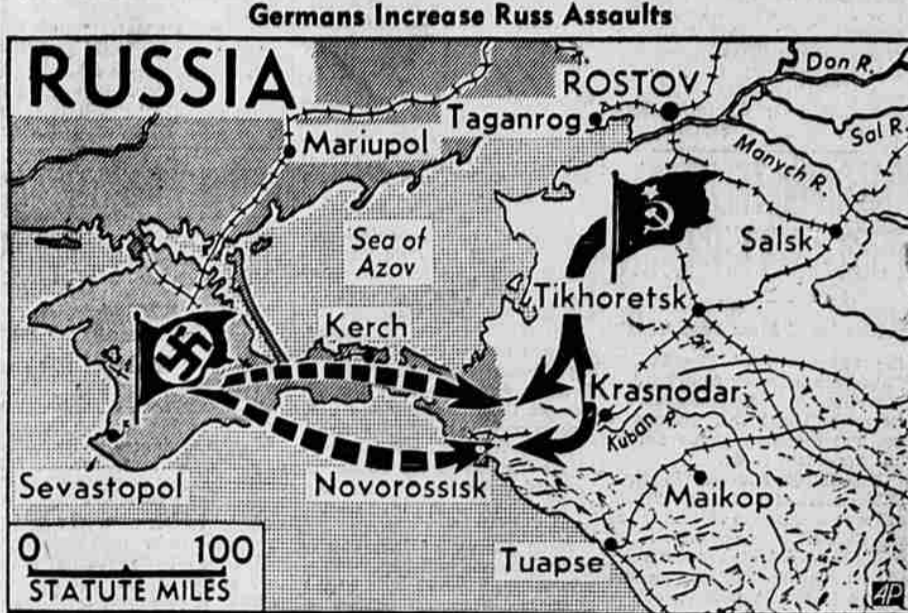 Germans Increase Russ Assaults
RUSSIA
Don R.
ROSTOV
Taganrog
Sal R.
Mariupol
Manych R.
Sea of
Azov
Salsk
Tikhoretsk
Kerch
Krasnodar
Kuban R.
Sevastopol
Novorossisk
Maikop
0 100
STATUTE MILES
Tuapse
AP